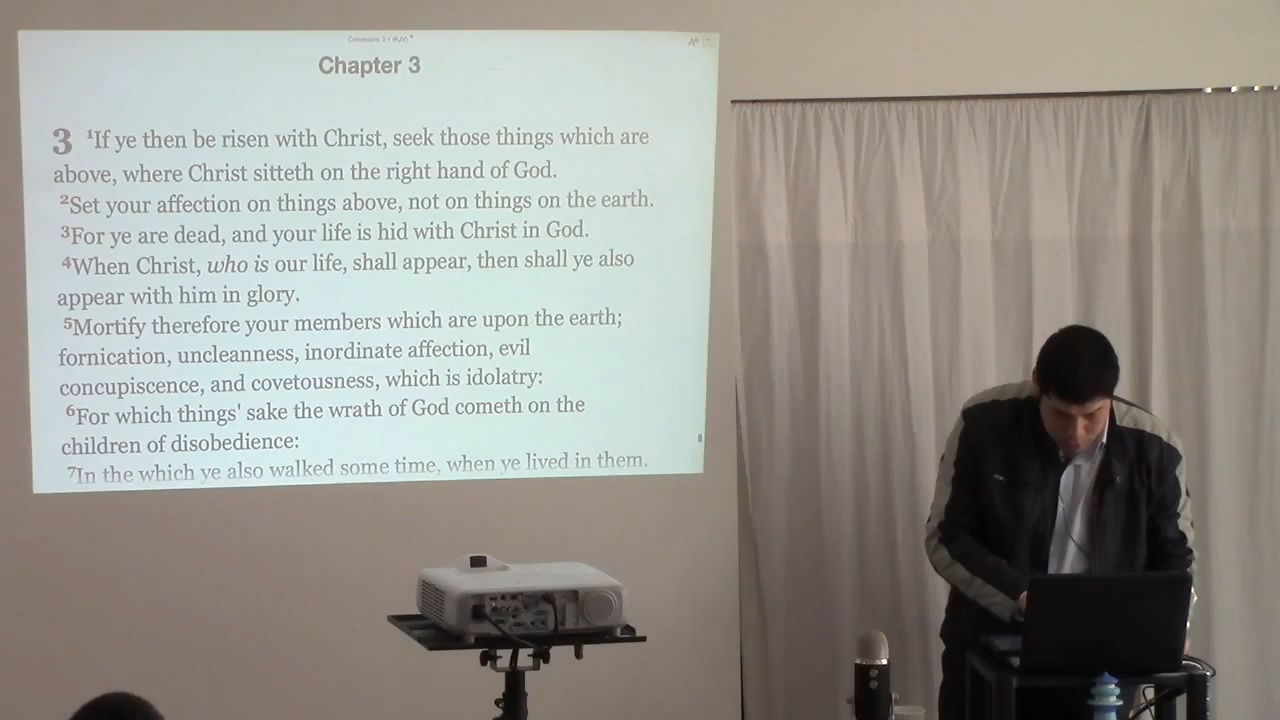 Colossians 3:1 (KJV)
Chapter 3
3 1If ye then be risen with Christ, seek those things which are
above, where Christ sitteth on the right hand of God.
2Set your affection on things above, not on things on the earth.
3For ye are dead, and your life is hid with Christ in God.
4When Christ, who is our life, shall appear, then shall ye also
appear with him in glory.
5Mortify therefore your members which are upon the earth;
fornication, uncleanness, inordinate affection, evil
concupiscence, and covetousness, which is idolatry:
6For which things' sake the wrath of God cometh on the
children of disobedience:
7In the which ye also walked some time, when ye lived in them.